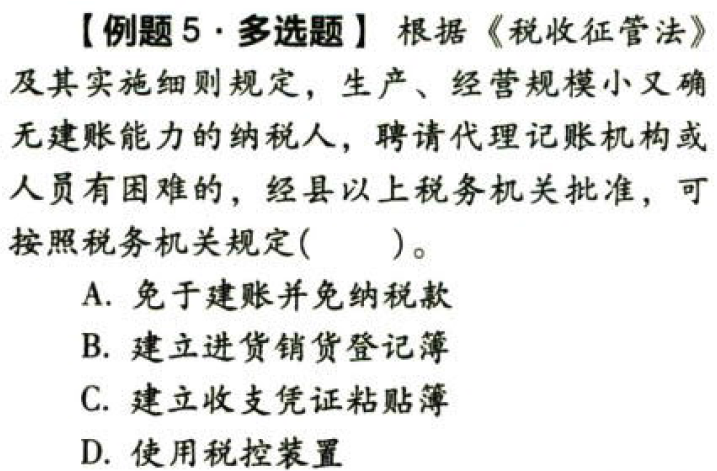 【例题5·多选题】 根据《税收征管法》
及其实施细则规定，生产、经营规模小又确
无建账能力的纳税人，聘请代理记账机构或
人员有困难的，经县以上税务机关批准，可
按照税务机关规定(　　)。
A. 免于建账并免纳税款
B. 建立进货销货登记簿
C. 建立收支凭证粘贴簿
D. 使用税控装置